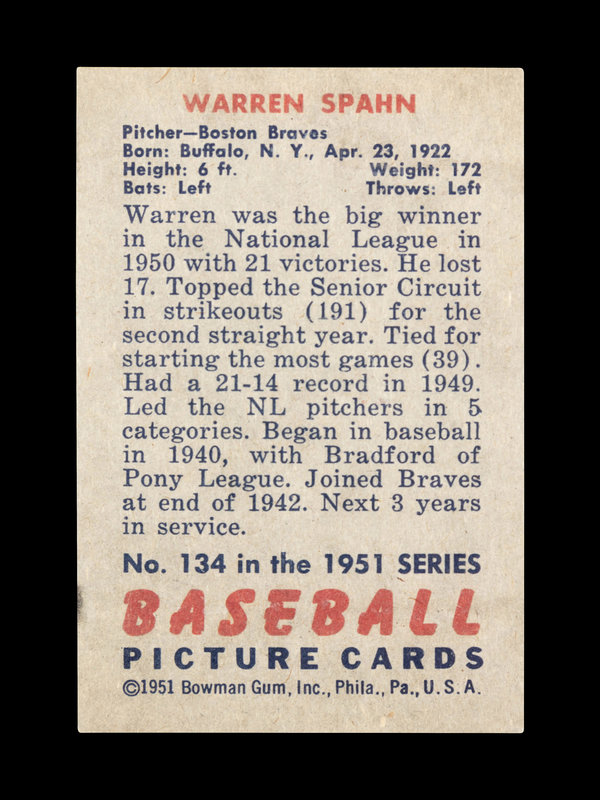 WARREN SPAHN
Pitcher—Boston Braves
Born: Buffalo, N. Y., Apr. 23, 1922
Height: 6 ft. Weight: 172
Bats: Left Throws: Left
Warren was the big winner
in the National League in
1950 with 21 victories. He lost
17. Topped the Senior Circuit
in strikeouts (191) for the
second straight year. Tied for
starting the most games (39).
Had a 21-14 record in 1949.
Led the NL pitchers in 5
categories. Began in baseball
in 1940, with Bradford of
Pony League. Joined Braves
at end of 1942. Next 3 years
in service.
No. 134 in the 1951 SERIES
BASEBALL
PICTURE CARDS
©1951 Bowman Gum, Inc., Phila., Pa., U. S. A.